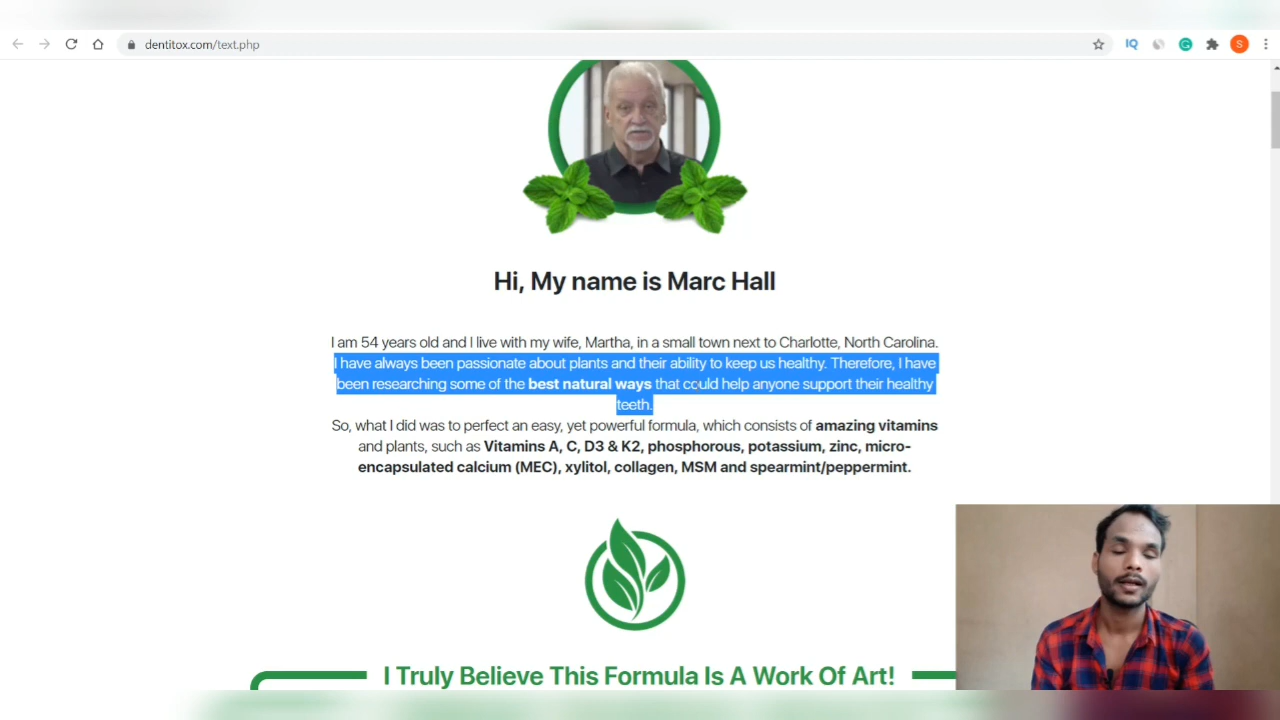 dentitox.com/text.php
IQ
G
S
Hi, My name is Marc Hall
I am 54 years old and I live with my wife, Martha, in a small town next to Charlotte, North Carolina.
I have always been passionate about plants and their ability to keep us healthy. Therefore, I have
been researching some of the best natural ways that could help anyone support their healthy
teeth.
So, what I did was to perfect an easy, yet powerful formula, which consists of amazing vitamins
and plants, such as Vitamins A, C, D3 & K2, phosphorous, potassium, zinc, micro-
encapsulated calcium (MEC), xylitol, collagen, MSM and spearmint/peppermint.
I Truly Believe This Formula Is A Work Of Art!